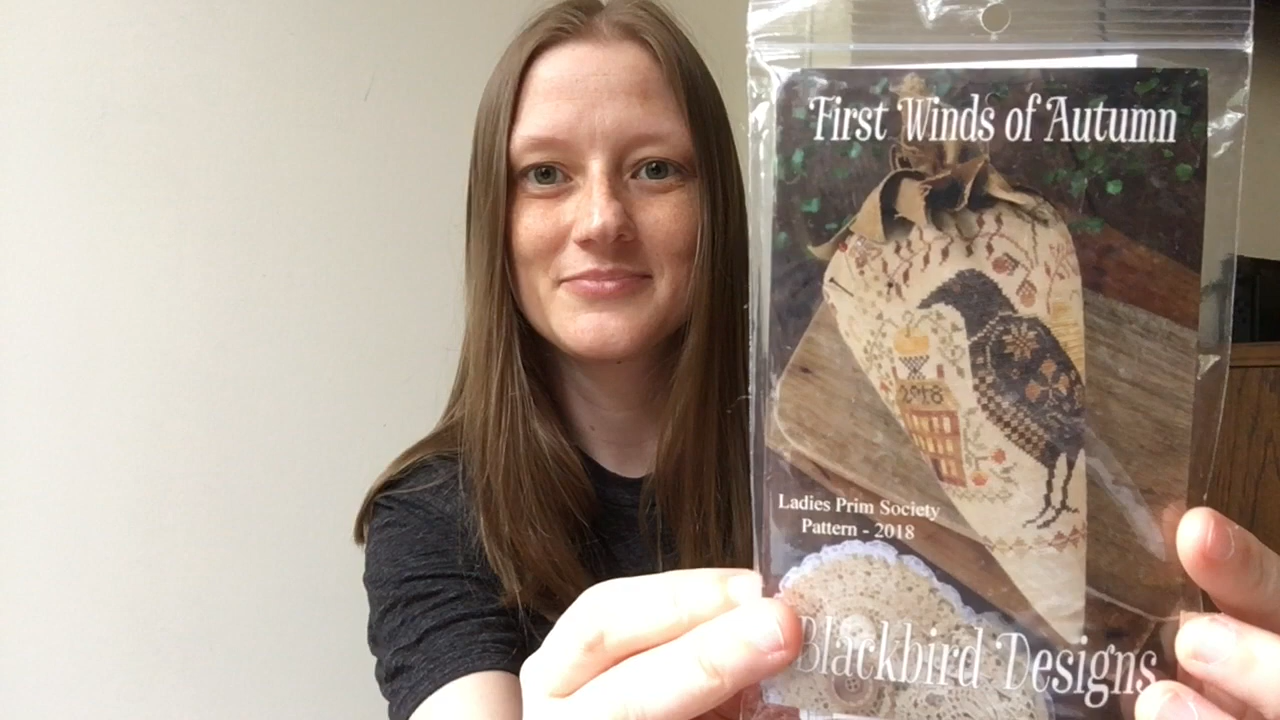 First Winds of Autumn
2018
Ladies Prim Society
Pattern - 2018
Blackbird Designs